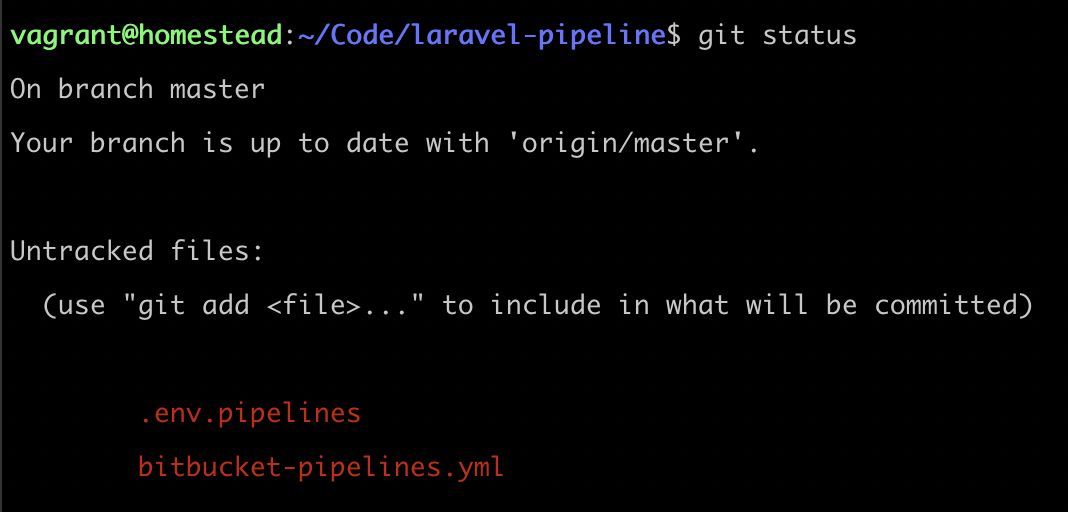 vagrant@homestead:~/Code/laravel-pipeline$ git status
On branch master
Your branch is up to date with 'origin/master'.
Untracked files:
(use "git add <file>..." to include in what will be committed)
.env.pipelines
bitbucket-pipelines.yml